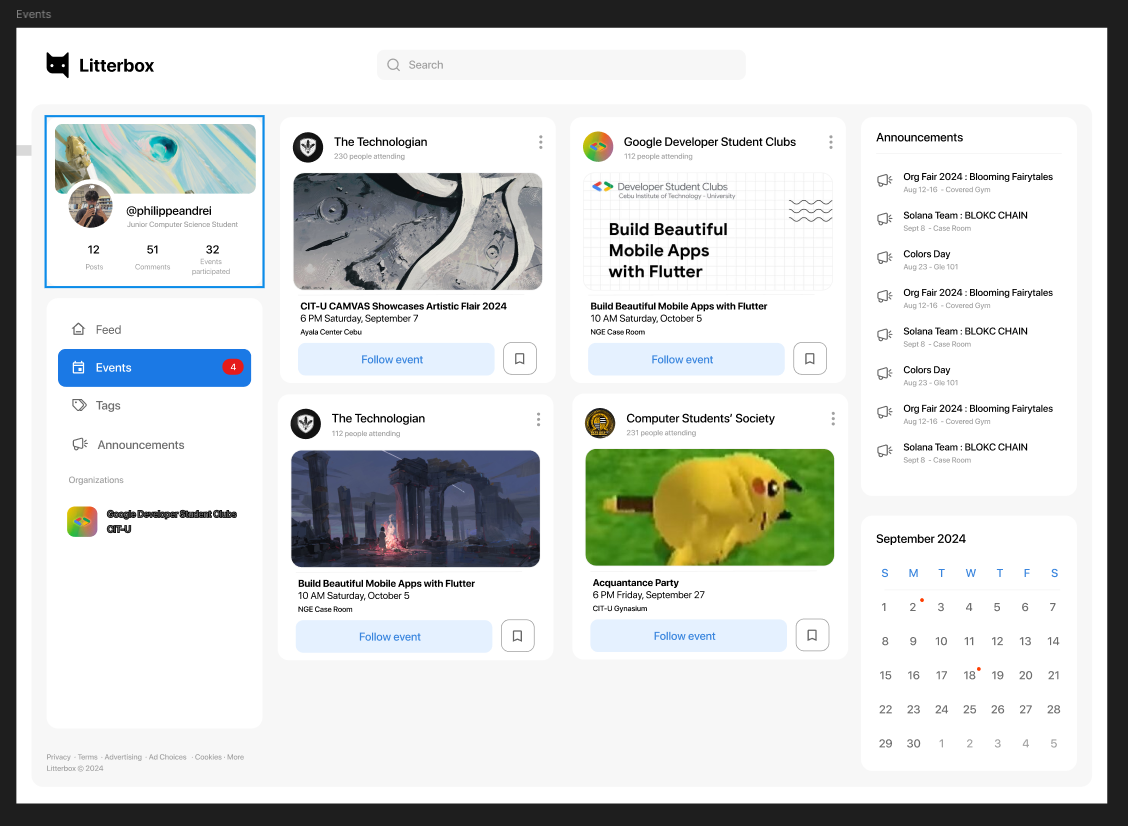 Events
Litterbox
Search
@philippeandrei
Junior Computer Science Student
12
51
32
Posts
Comments
Events
participated
Feed
Events
4
Tags
Announcements
Organizations
Google Developer Student Clubs
CIT-U
Privacy · Terms · Advertising · Ad Choices · Cookies · More
Litterbox © 2024
The Technologian
230 people attending
CIT-U CAMVAS Showcases Artistic Flair 2024
6 PM Saturday, September 7
Ayala Center Cebu
Follow event
Google Developer Student Clubs
112 people attending
Developer Student Clubs
Cebu Institute of Technology - University
Build Beautiful
Mobile Apps
with Flutter
Build Beautiful Mobile Apps with Flutter
10 AM Saturday, October 5
NGE Case Room
Follow event
The Technologian
112 people attending
Build Beautiful Mobile Apps with Flutter
10 AM Saturday, October 5
NGE Case Room
Follow event
Computer Students’ Society
231 people attending
Acquantance Party
6 PM Friday, September 27
CIT-U Gynasium
Follow event
Announcements
Org Fair 2024 : Blooming Fairytales
Aug 12-16 - Covered Gym
Solana Team : BLOKC CHAIN
Sept 8 - Case Room
Colors Day
Aug 23 - Gle 101
Org Fair 2024 : Blooming Fairytales
Aug 12-16 - Covered Gym
Solana Team : BLOKC CHAIN
Sept 8 - Case Room
Colors Day
Aug 23 - Gle 101
Org Fair 2024 : Blooming Fairytales
Aug 12-16 - Covered Gym
Solana Team : BLOKC CHAIN
Sept 8 - Case Room
September 2024
S M T W T F S
1 2 3 4 5 6 7
8 9 10 11 12 13 14
15 16 17 18 19 20 21
22 23 24 25 26 27 28
29 30 1 2 3 4 5